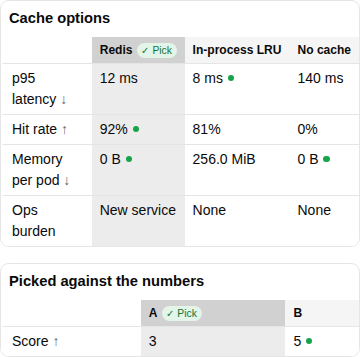 Cache options
Redis ✓ Pick In-process LRU No cache
p95 12 ms 8 ms 140 ms
latency ↓
Hit rate ↑ 92% 81% 0%
Memory 0 B 256.0 MiB 0 B
per pod ↓
Ops New service None None
burden
Picked against the numbers
A ✓ Pick B
Score ↑ 3 5